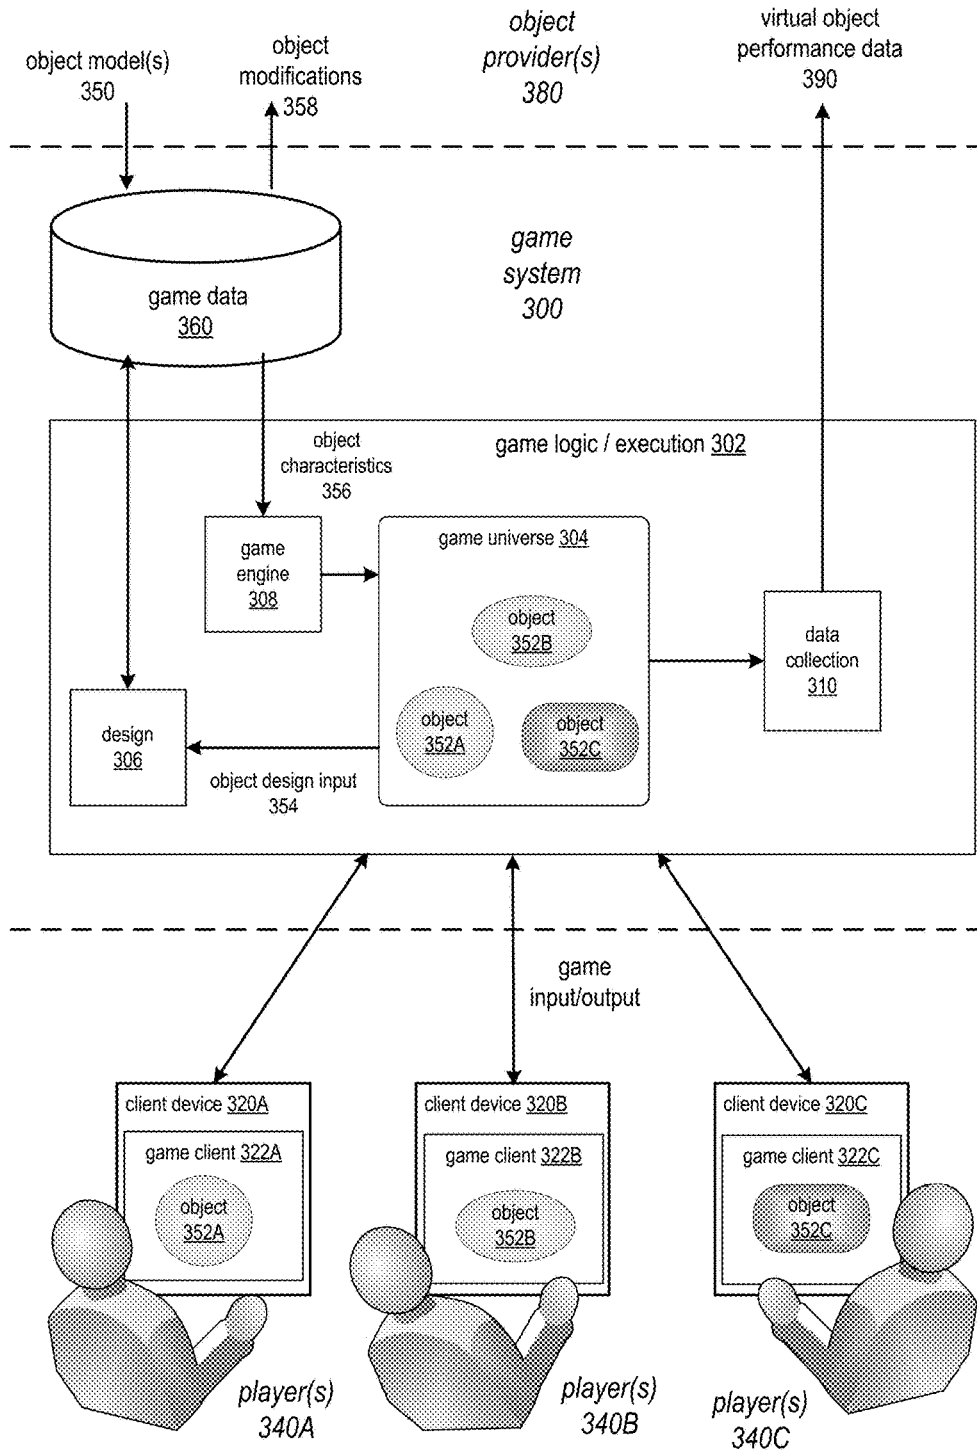 object model(s)
350
object
modifications
358
object
provider(s)
380
virtual object
performance data
390
game
system
300
game data
360
game logic / execution 302
object
characteristics
356
game
engine
308
game universe 304
object
352B
object
352A
object
352C
data
collection
310
design
306
object design input
354
game
input/output
client device 320A
game client 322A
object
352A
client device 320B
game client 322B
object
352B
client device 320C
game client 322C
object
352C
player(s)
340A
player(s)
340B
player(s)
340C